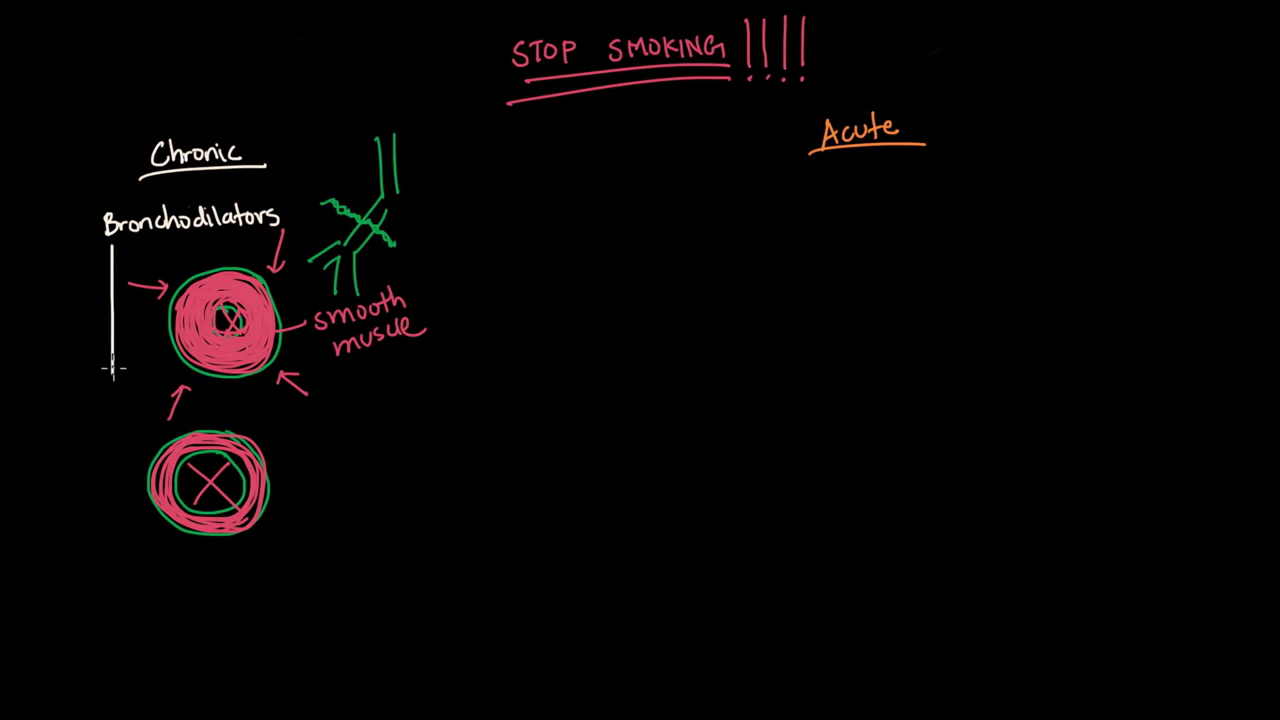 STOP SMOKING !!!!
Acute
Chronic
Bronchodilators
smooth
muscle